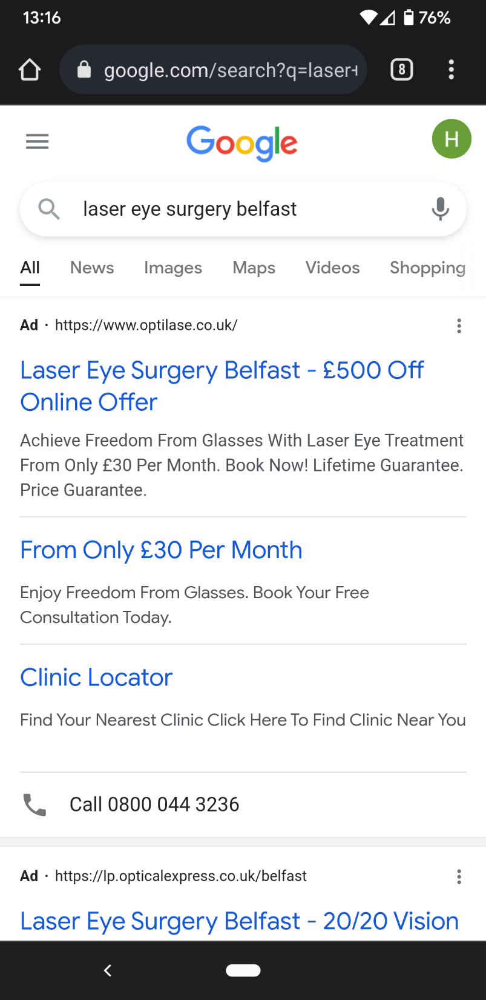 13:16
76%
google.com/search?q=laser+
8
Google
H
laser eye surgery belfast
All News Images Maps Videos Shopping
Ad · https://www.optilase.co.uk/
Laser Eye Surgery Belfast - £500 Off
Online Offer
Achieve Freedom From Glasses With Laser Eye Treatment
From Only £30 Per Month. Book Now! Lifetime Guarantee.
Price Guarantee.
From Only £30 Per Month
Enjoy Freedom From Glasses. Book Your Free
Consultation Today.
Clinic Locator
Find Your Nearest Clinic Click Here To Find Clinic Near You
Call 0800 044 3236
Ad · https://lp.opticalexpress.co.uk/belfast
Laser Eye Surgery Belfast - 20/20 Vision